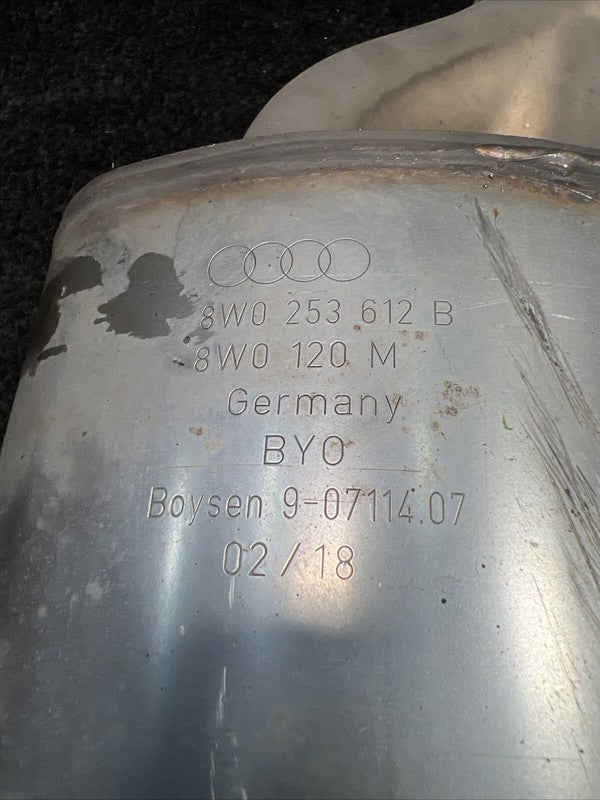 8W0 253 612 B
8W0 120 M
Germany
BYO
Boysen 9-07114.07
02/18